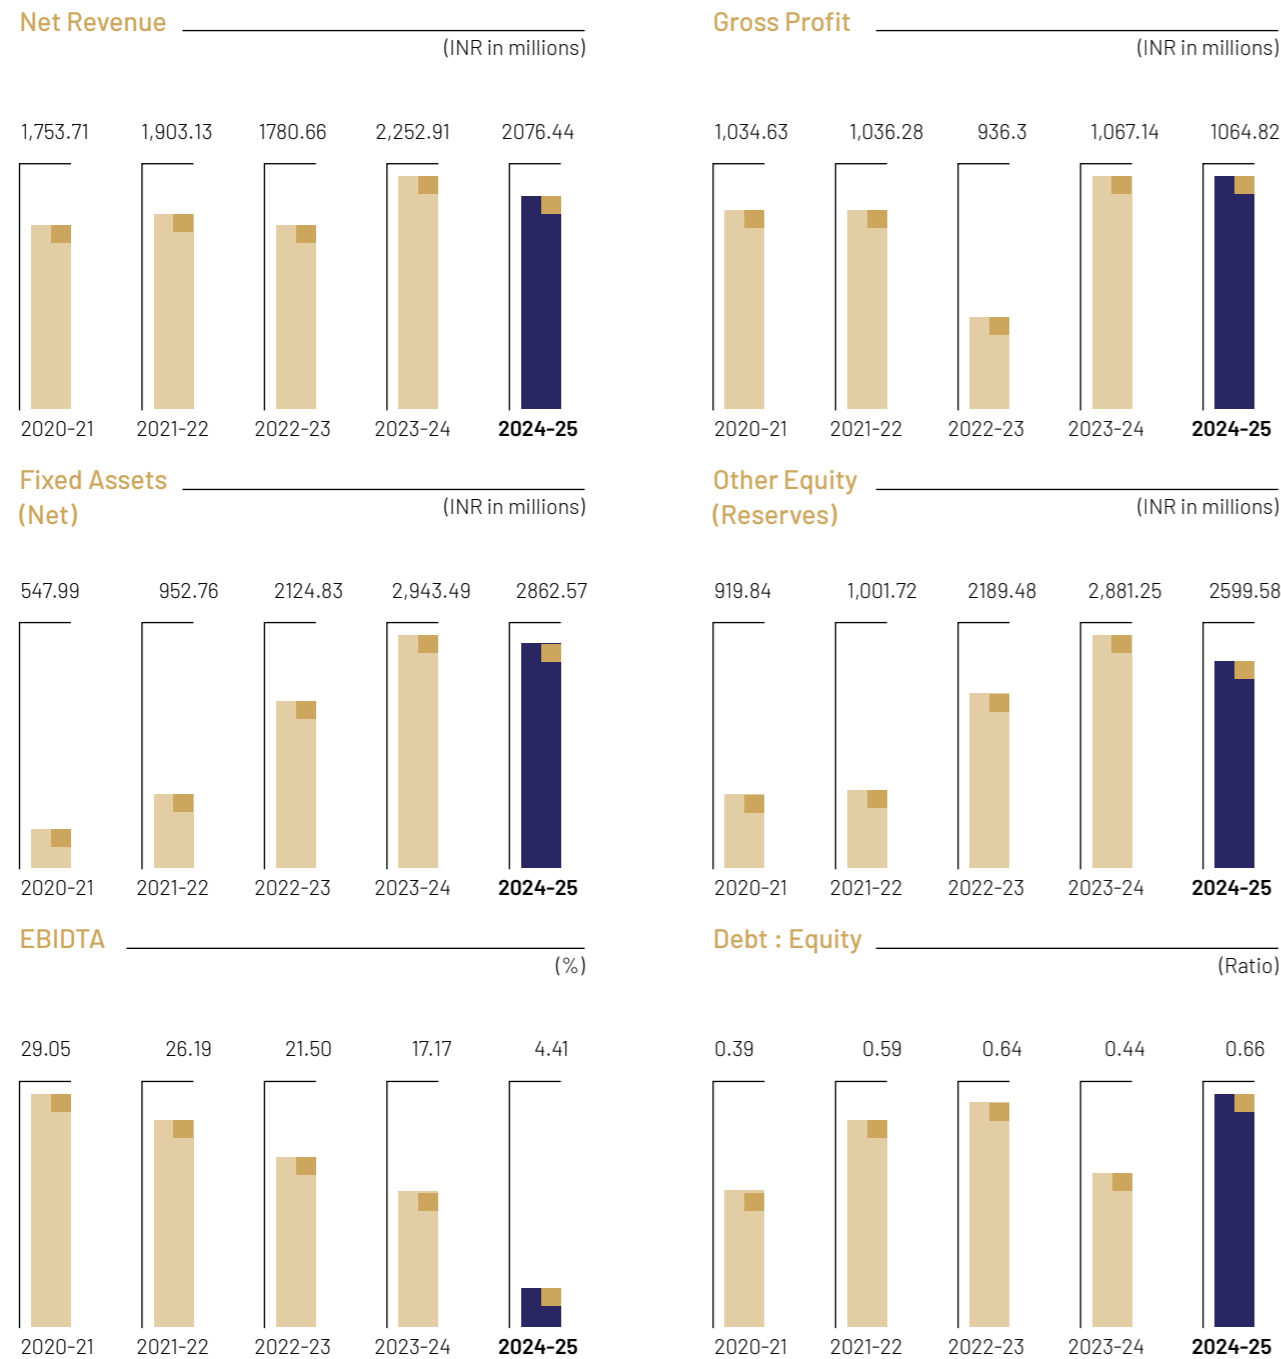 Net Revenue
(INR in millions)
1,753.71 1,903.13 1780.66 2,252.91 2076.44
2020-21 2021-22 2022-23 2023-24 2024-25
Gross Profit
(INR in millions)
1,034.63 1,036.28 936.3 1,067.14 1064.82
2020-21 2021-22 2022-23 2023-24 2024-25
Fixed Assets
(Net)
(INR in millions)
547.99 952.76 2124.83 2,943.49 2862.57
2020-21 2021-22 2022-23 2023-24 2024-25
Other Equity
(Reserves)
(INR in millions)
919.84 1,001.72 2189.48 2,881.25 2599.58
2020-21 2021-22 2022-23 2023-24 2024-25
EBIDTA
(%)
29.05 26.19 21.50 17.17 4.41
2020-21 2021-22 2022-23 2023-24 2024-25
Debt : Equity
(Ratio)
0.39 0.59 0.64 0.44 0.66
2020-21 2021-22 2022-23 2023-24 2024-25